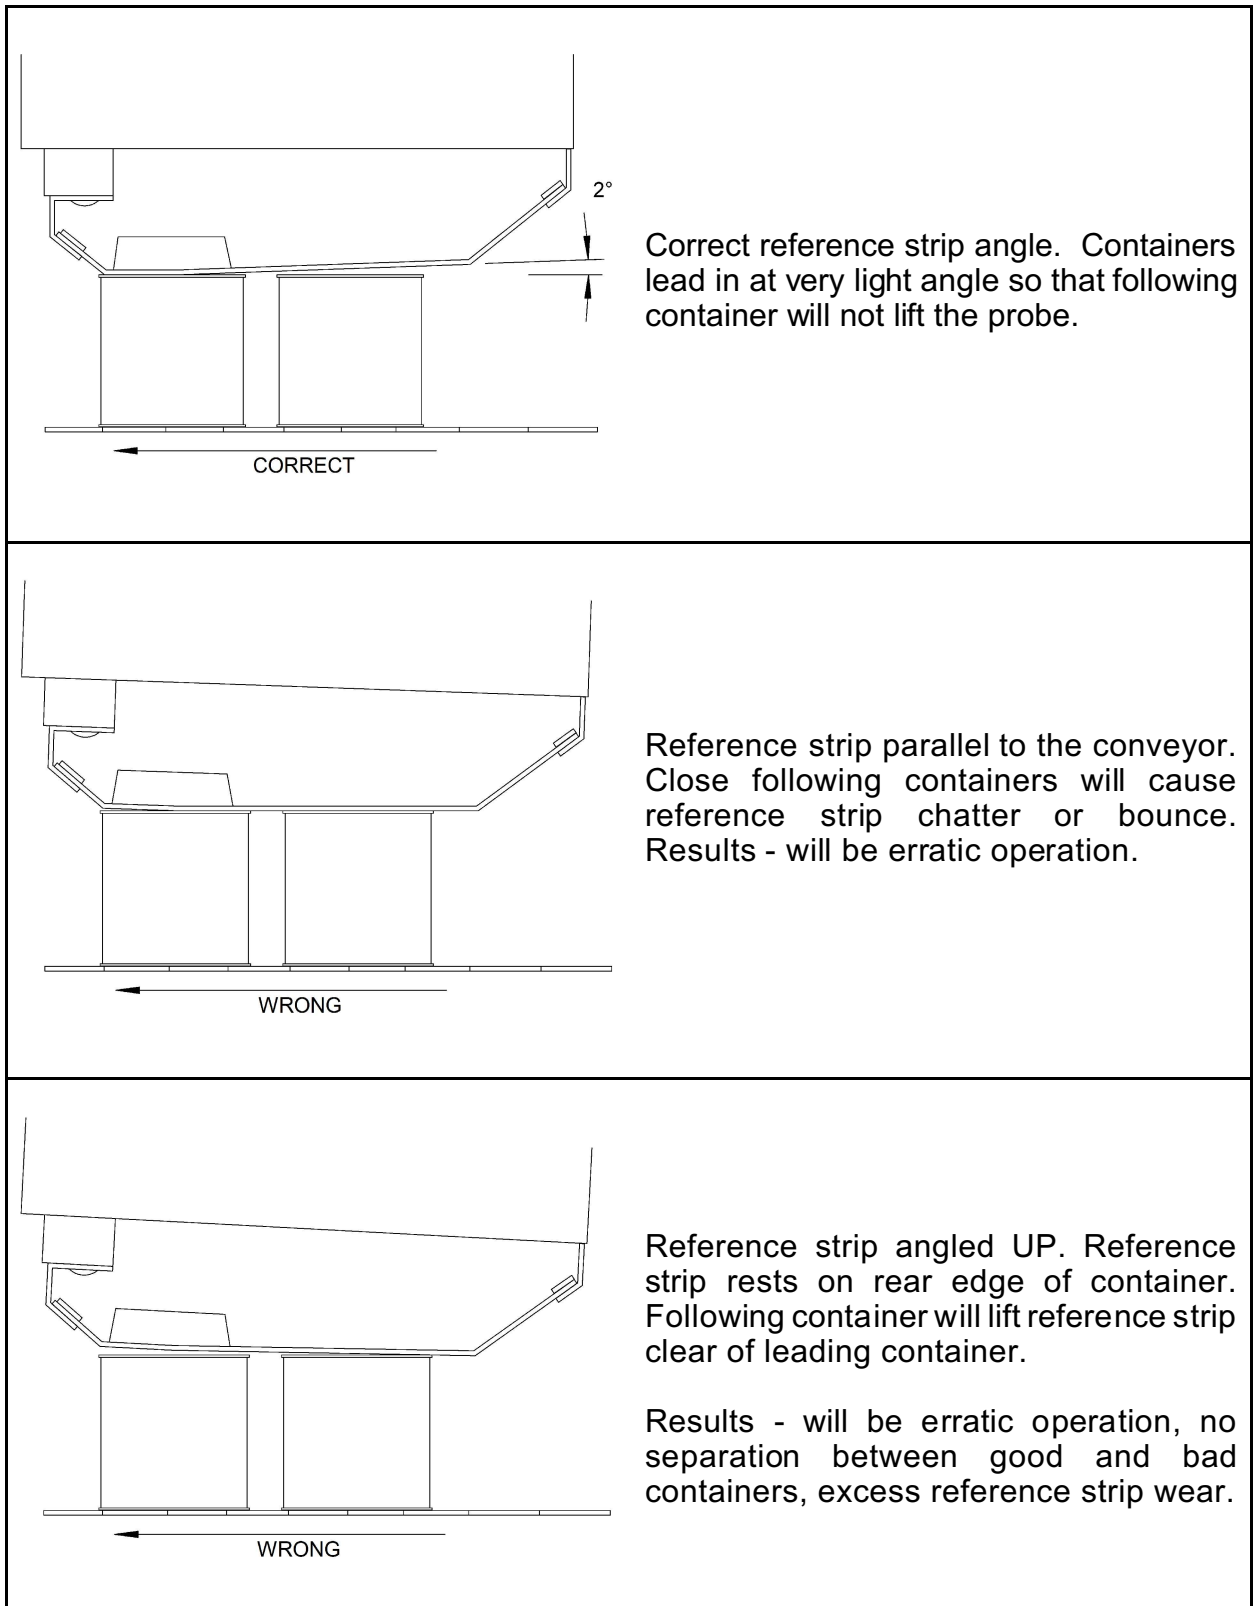 2°
Correct reference strip angle. Containers
lead in at very light angle so that following
container will not lift the probe.
CORRECT
Reference strip parallel to the conveyor.
Close following containers will cause
reference strip chatter or bounce.
Results - will be erratic operation.
WRONG
Reference strip angled UP. Reference
strip rests on rear edge of container.
Following container will lift reference strip
clear of leading container.
Results - will be erratic operation, no
separation between good and bad
containers, excess reference strip wear.
WRONG